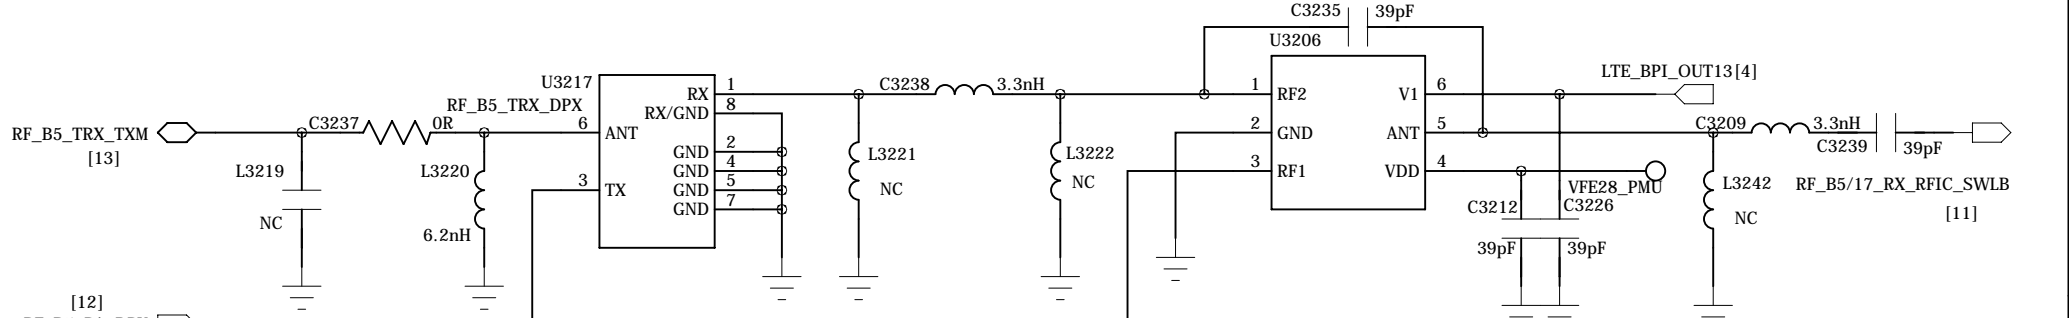 C3235 39pF
U3206
U3217
RX 1
RX/GND 8
C3238 3.3nH
1 RF2
V1 6
LTE_BPI_OUT13[4]
RF_B5_TRX_DPX
RF_B5_TRX_TXM
[13]
C3237 0R
6 ANT
GND 2
GND 4
GND 5
GND 7
3 TX
L3219
NC
L3220
6.2nH
L3221
NC
L3222
NC
2 GND
ANT 5
3 RF1
VDD 4
C3209 3.3nH
C3239 39pF
VFE28_PMU
C3212
39pF
C3226
39pF
L3242
NC
RF_B5/17_RX_RFIC_SWLB
[11]
[12]